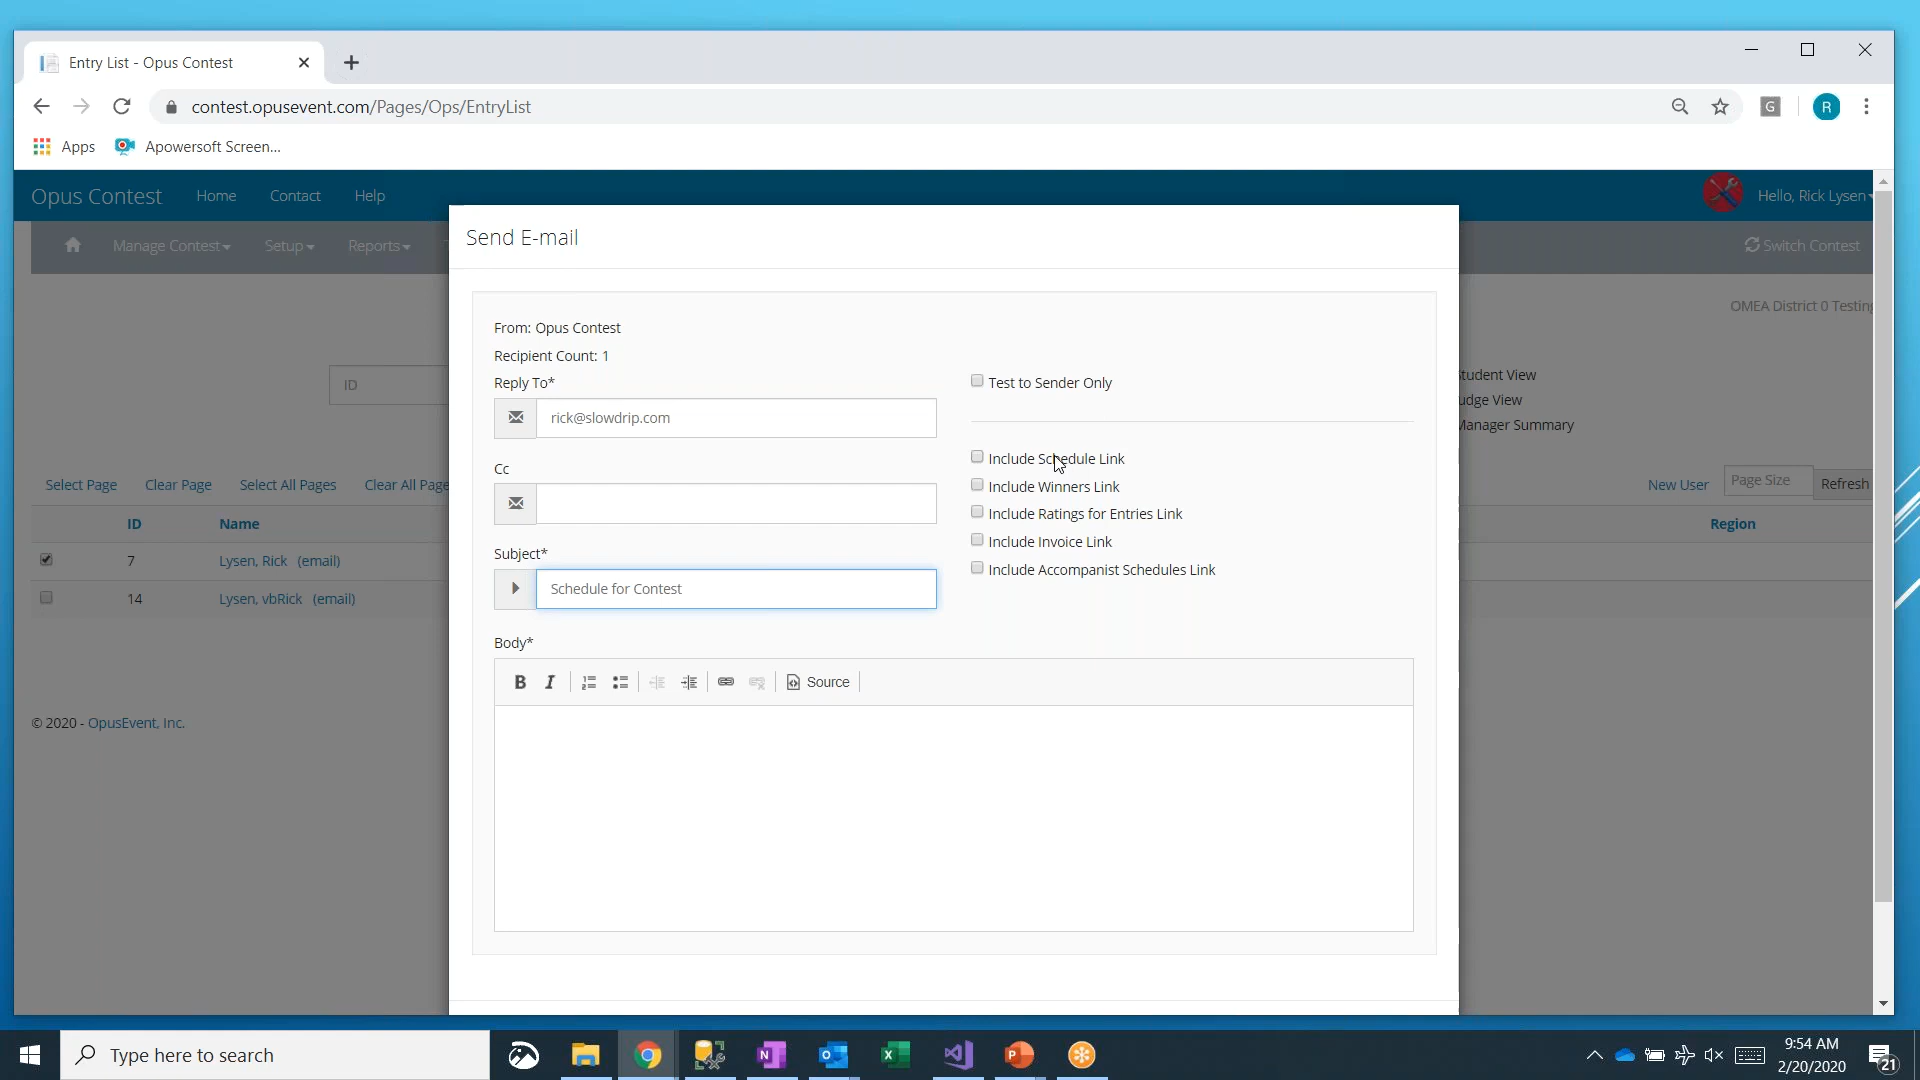 Entry List - Opus Contest
contest.opusevent.com/Pages/Ops/EntryList
G
R
Apps
Apowersoft Screen...
Opus Contest
Home
Contact
Help
Hello, Rick Lysen
Manage Contest
Setup
Reports
Switch Contest
OMEA District 0 Testing
ID
Student View
Judge View
Manager Summary
Select Page
Clear Page
Select All Pages
Clear All Page
New User
Page Size
Refresh
ID
Name
Region
7
Lysen, Rick (email)
14
Lysen, vbRick (email)
© 2020 - OpusEvent, Inc.
Send E-mail
From: Opus Contest
Recipient Count: 1
Reply To*
rick@slowdrip.com
Cc
Subject*
Schedule for Contest
Test to Sender Only
Include Schedule Link
Include Winners Link
Include Ratings for Entries Link
Include Invoice Link
Include Accompanist Schedules Link
Body*
B I
Source
Type here to search
N
P
9:54 AM
2/20/2020
21